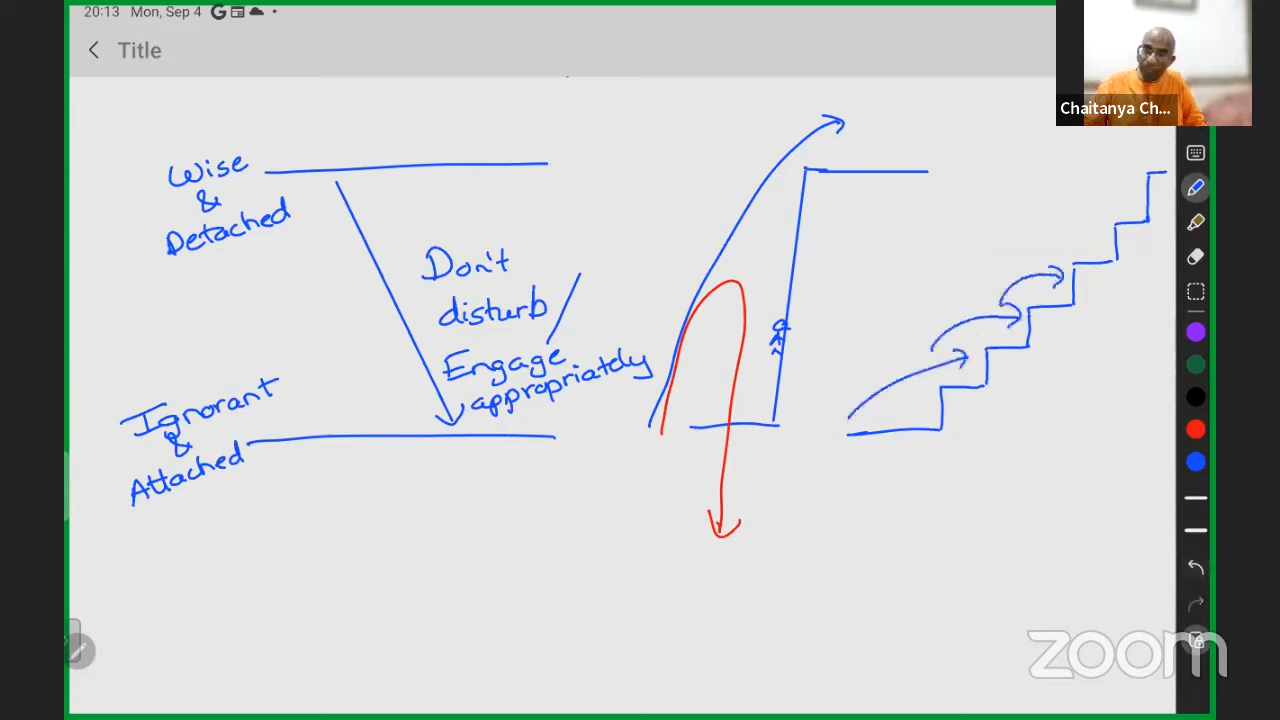 20:13 Mon, Sep 4 G
Title
Chaitanya Ch...
Wise
&
Detached
Don't
disturb /
Engage
appropriately
Ignorant
&
Attached
zoom